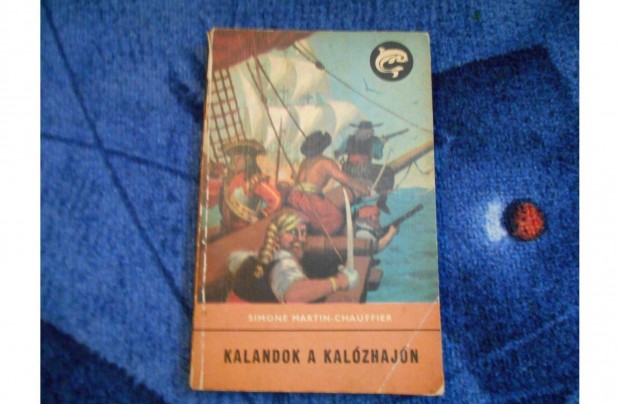 SIMONE MARTIN-CHAUFFIER
KALANDOK A KALÓZHAJÓN